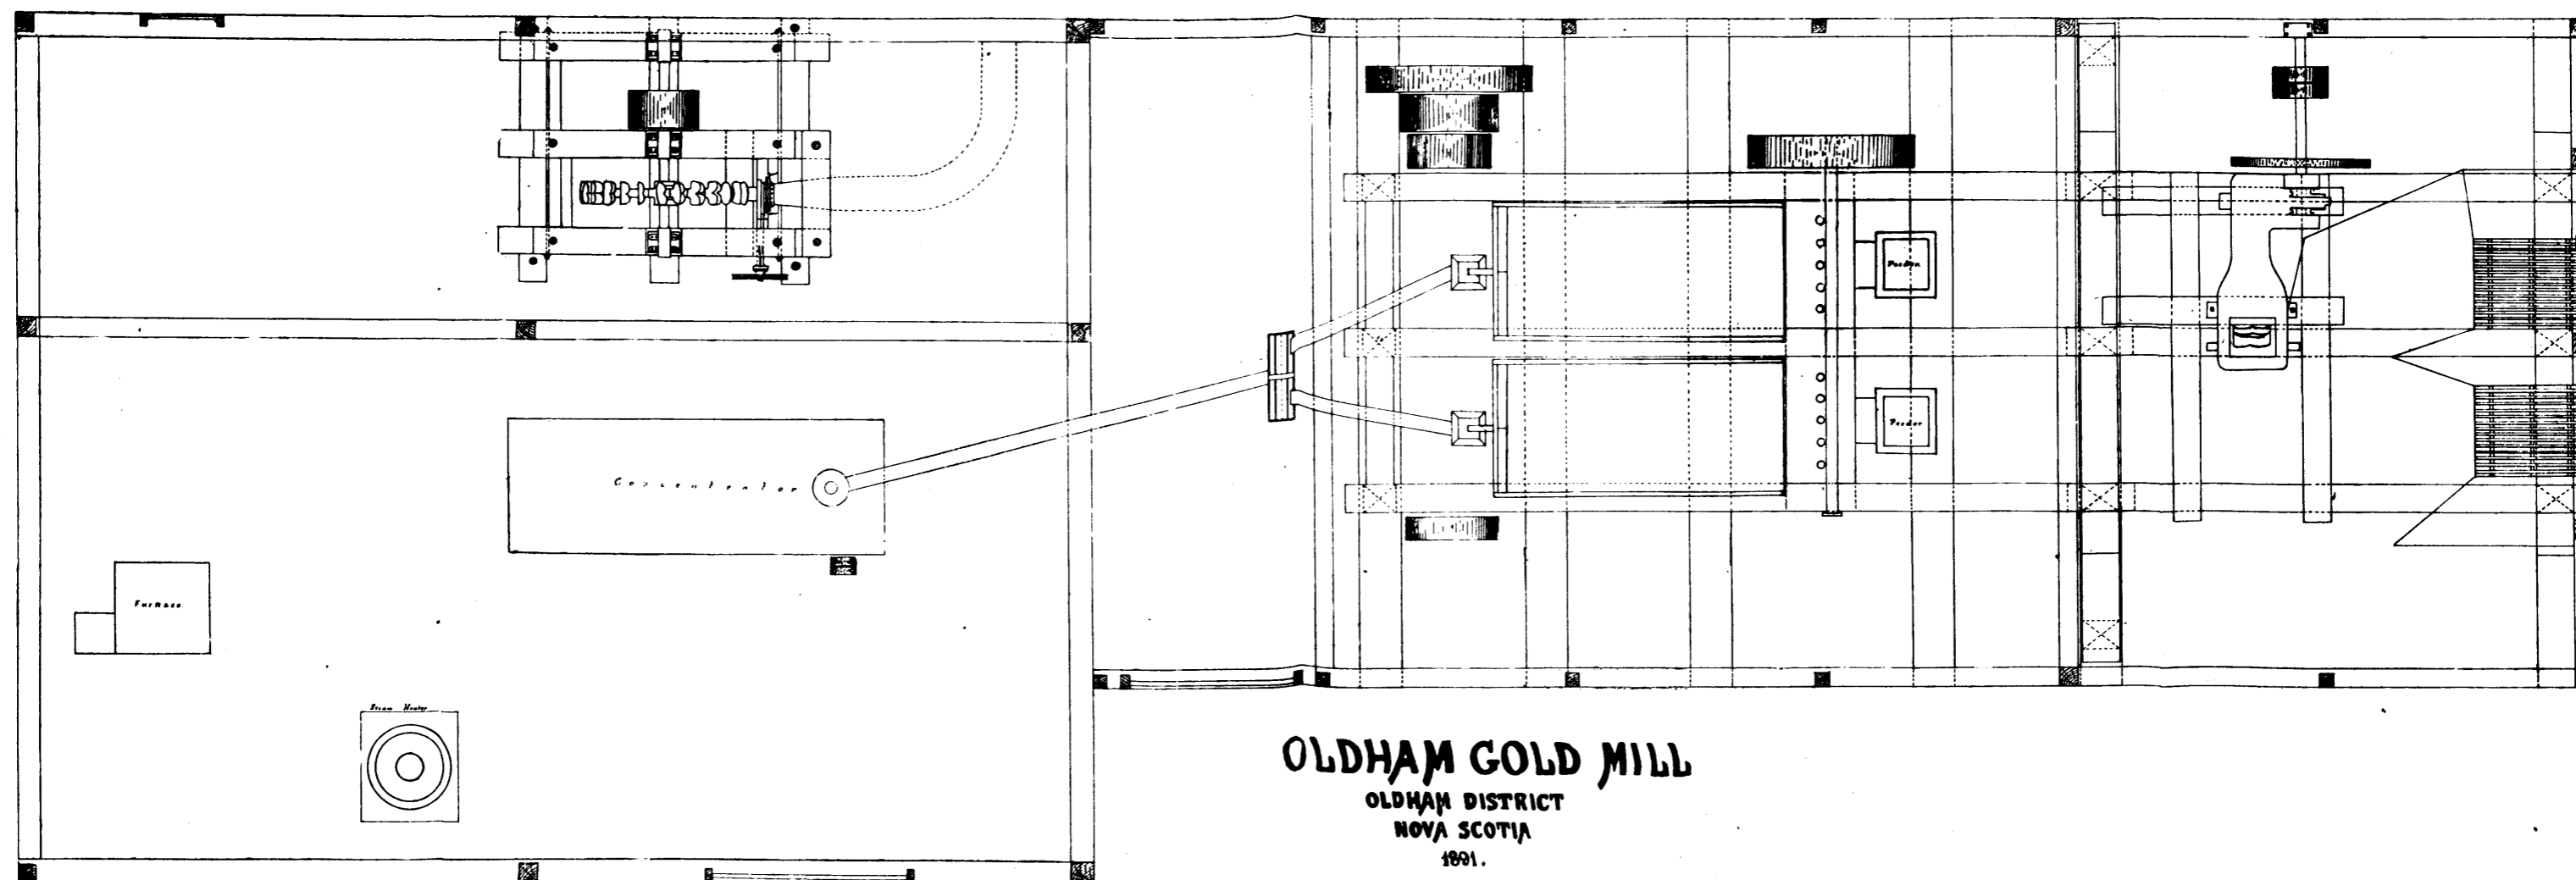 Feeder
Feeder
Concentrator
Furnace
Steam Heater
OLDHAM GOLD MILL
OLDHAM DISTRICT
NOVA SCOTIA
1891.